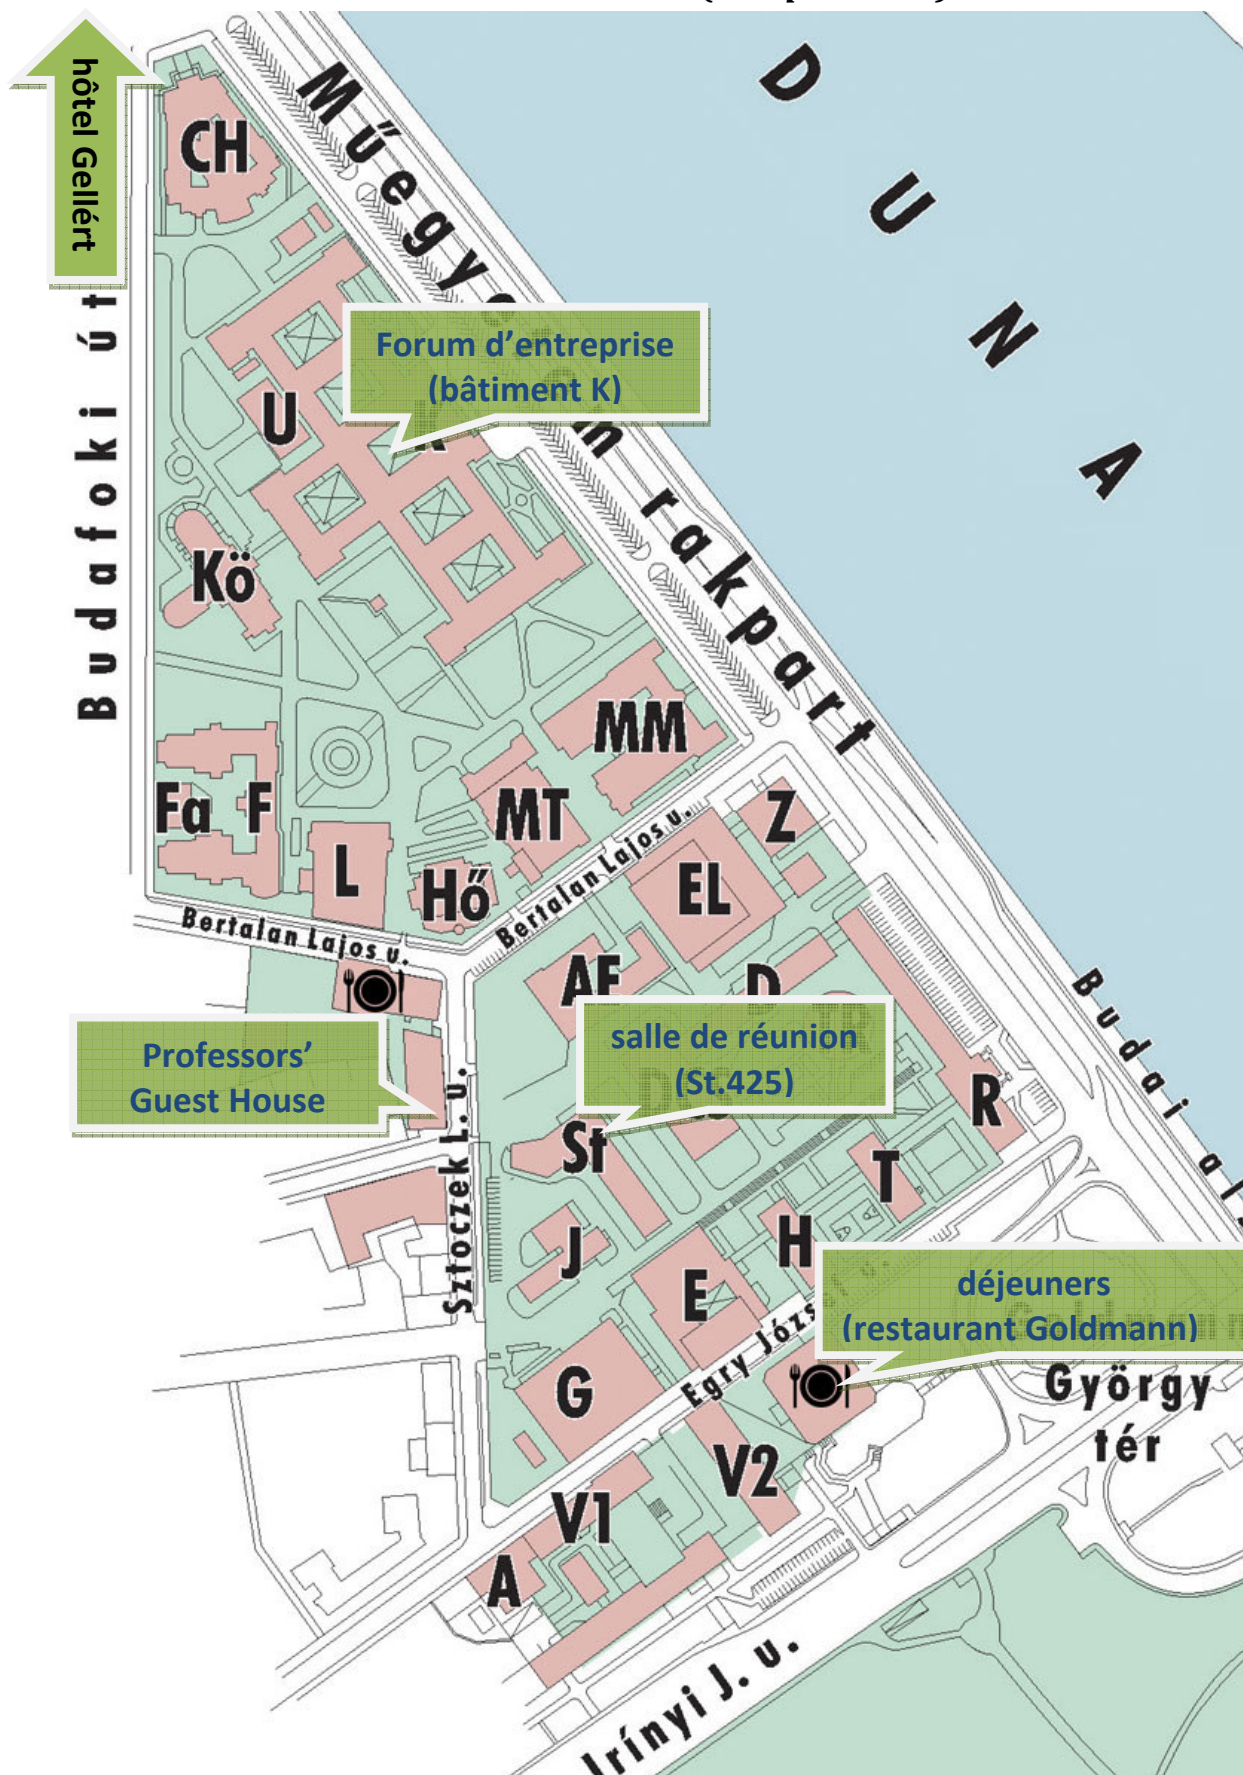 hôtel Gellért
CH
Műegyetem rakpart
DUNA
Budafoki út
Forum d’entreprise
(bâtiment K)
U
K
Kö
MM
Fa
F
MT
Z
L
Hő
EL
Bertalan Lajos u.
Bertalan Lajos u.
AE
D
Budai al
salle de réunion
(St.425)
Professors’
Guest House
R
St
T
Sztoczek L. u.
J
H
E
déjeuners
(restaurant Goldmann)
G
Egry József u.
György
tér
V2
V1
A
Irínyi J. u.